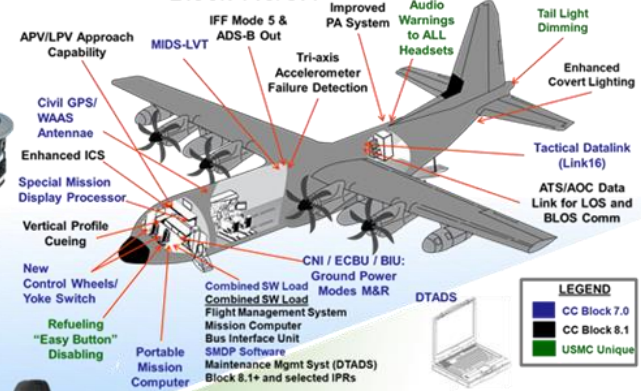 Improved
PA System
Audio
Warnings
to ALL
Headsets
IFF Mode 5 &
ADS-B Out
Tail Light
Dimming
APV/LPV Approach
Capability
MIDS-LVT
Tri-axis
Accelerometer
Failure Detection
Enhanced
Covert Lighting
Civil GPS/
WAAS
Antennae
Enhanced ICS
Special Mission
Display Processor
Vertical Profile
Cueing
New
Control Wheels/
Yoke Switch
Refueling
“Easy Button”
Disabling
Portable
Mission
Computer
Combined SW Load
Combined SW Load
Flight Management System
Mission Computer
Bus Interface Unit
SMDP Software
Maintenance Mgmt Syst (DTADS)
Block 8.1+ and selected IPRs
CNI / ECBU / BIU:
Ground Power
Modes M&R
DTADS
Tactical Datalink
(Link16)
ATS/AOC Data
Link for LOS and
BLOS Comm
LEGEND
CC Block 7.0
CC Block 8.1
USMC Unique